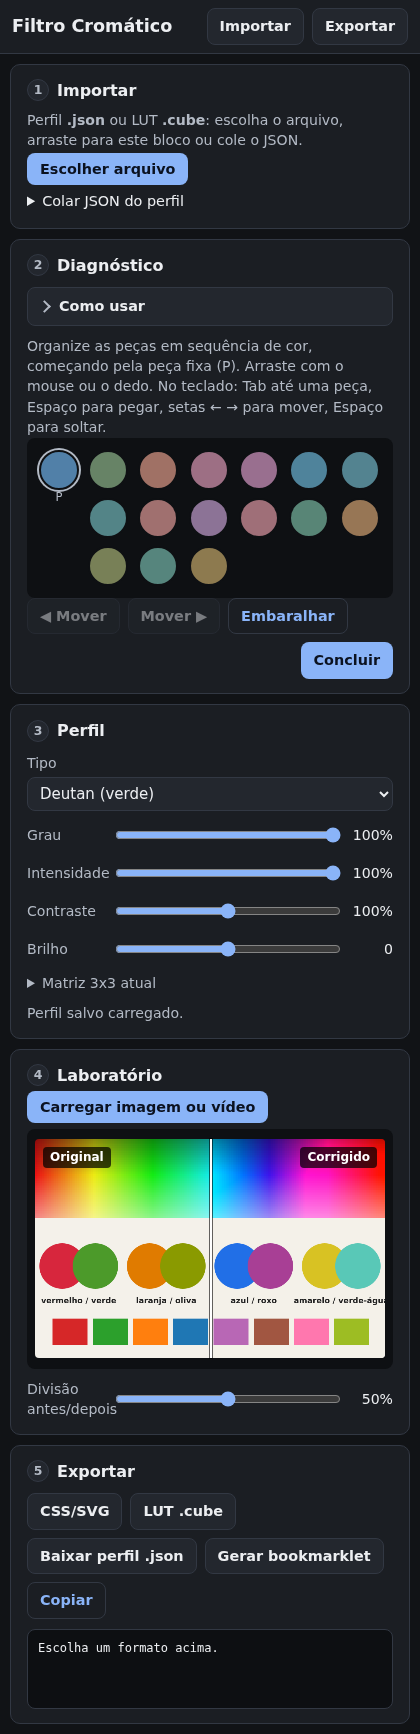 Filtro Cromático
Importar
Exportar
1 Importar
Perfil .json ou LUT .cube: escolha o arquivo,
arraste para este bloco ou cole o JSON.
Escolher arquivo
▶ Colar JSON do perfil
2 Diagnóstico
Como usar
Organize as peças em sequência de cor,
começando pela peça fixa (P). Arraste com o
mouse ou o dedo. No teclado: Tab até uma peça,
Espaço para pegar, setas ← → para mover, Espaço
para soltar.
P
◀ Mover
Mover ▶
Embaralhar
Concluir
3 Perfil
Tipo
Deutan (verde)
Grau 100%
Intensidade 100%
Contraste 100%
Brilho 0
▶ Matriz 3x3 atual
Perfil salvo carregado.
4 Laboratório
Carregar imagem ou vídeo
Original
Corrigido
vermelho / verde
laranja / oliva
azul / roxo
amarelo / verde-água
Divisão
antes/depois 50%
5 Exportar
CSS/SVG
LUT .cube
Baixar perfil .json
Gerar bookmarklet
Copiar
Escolha um formato acima.